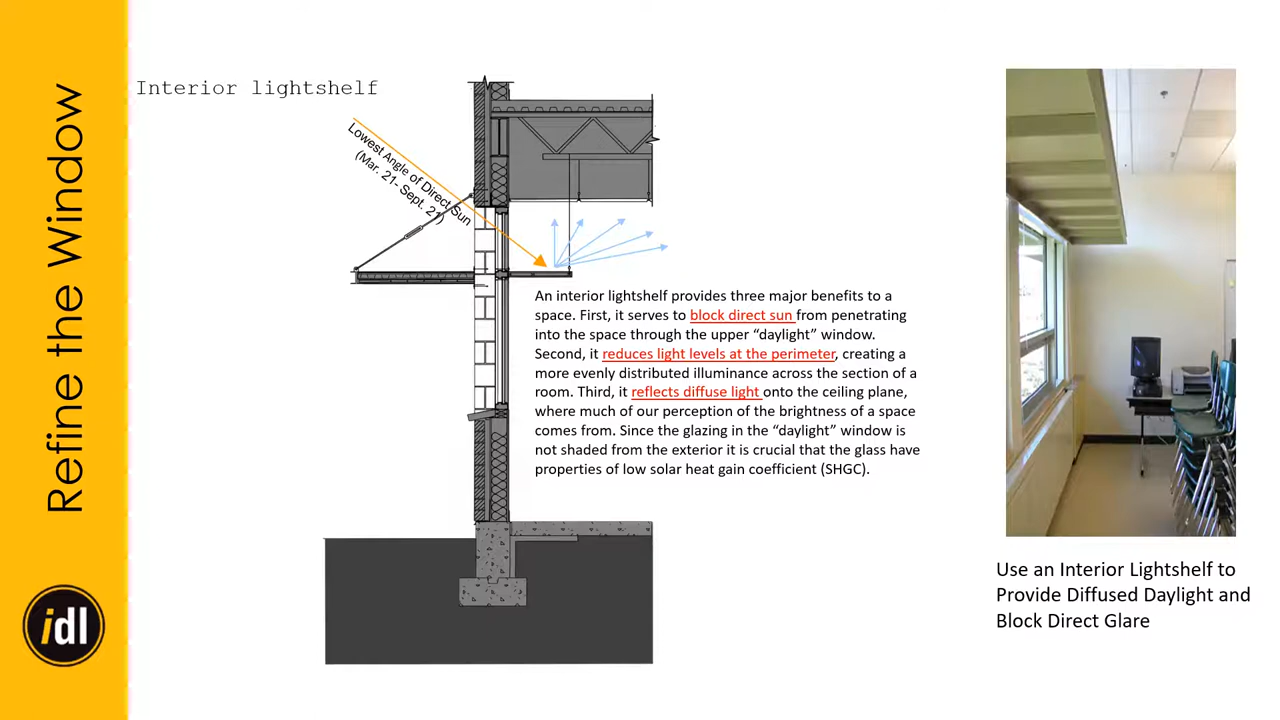 Refine the Window
idl
Interior lightshelf
Lowest Angle of Direct Sun
(Mar. 21- Sept. 21)
An interior lightshelf provides three major benefits to a
space. First, it serves to block direct sun from penetrating
into the space through the upper “daylight” window.
Second, it reduces light levels at the perimeter, creating a
more evenly distributed illuminance across the section of a
room. Third, it reflects diffuse light onto the ceiling plane,
where much of our perception of the brightness of a space
comes from. Since the glazing in the “daylight” window is
not shaded from the exterior it is crucial that the glass have
properties of low solar heat gain coefficient (SHGC).
Use an Interior Lightshelf to
Provide Diffused Daylight and
Block Direct Glare